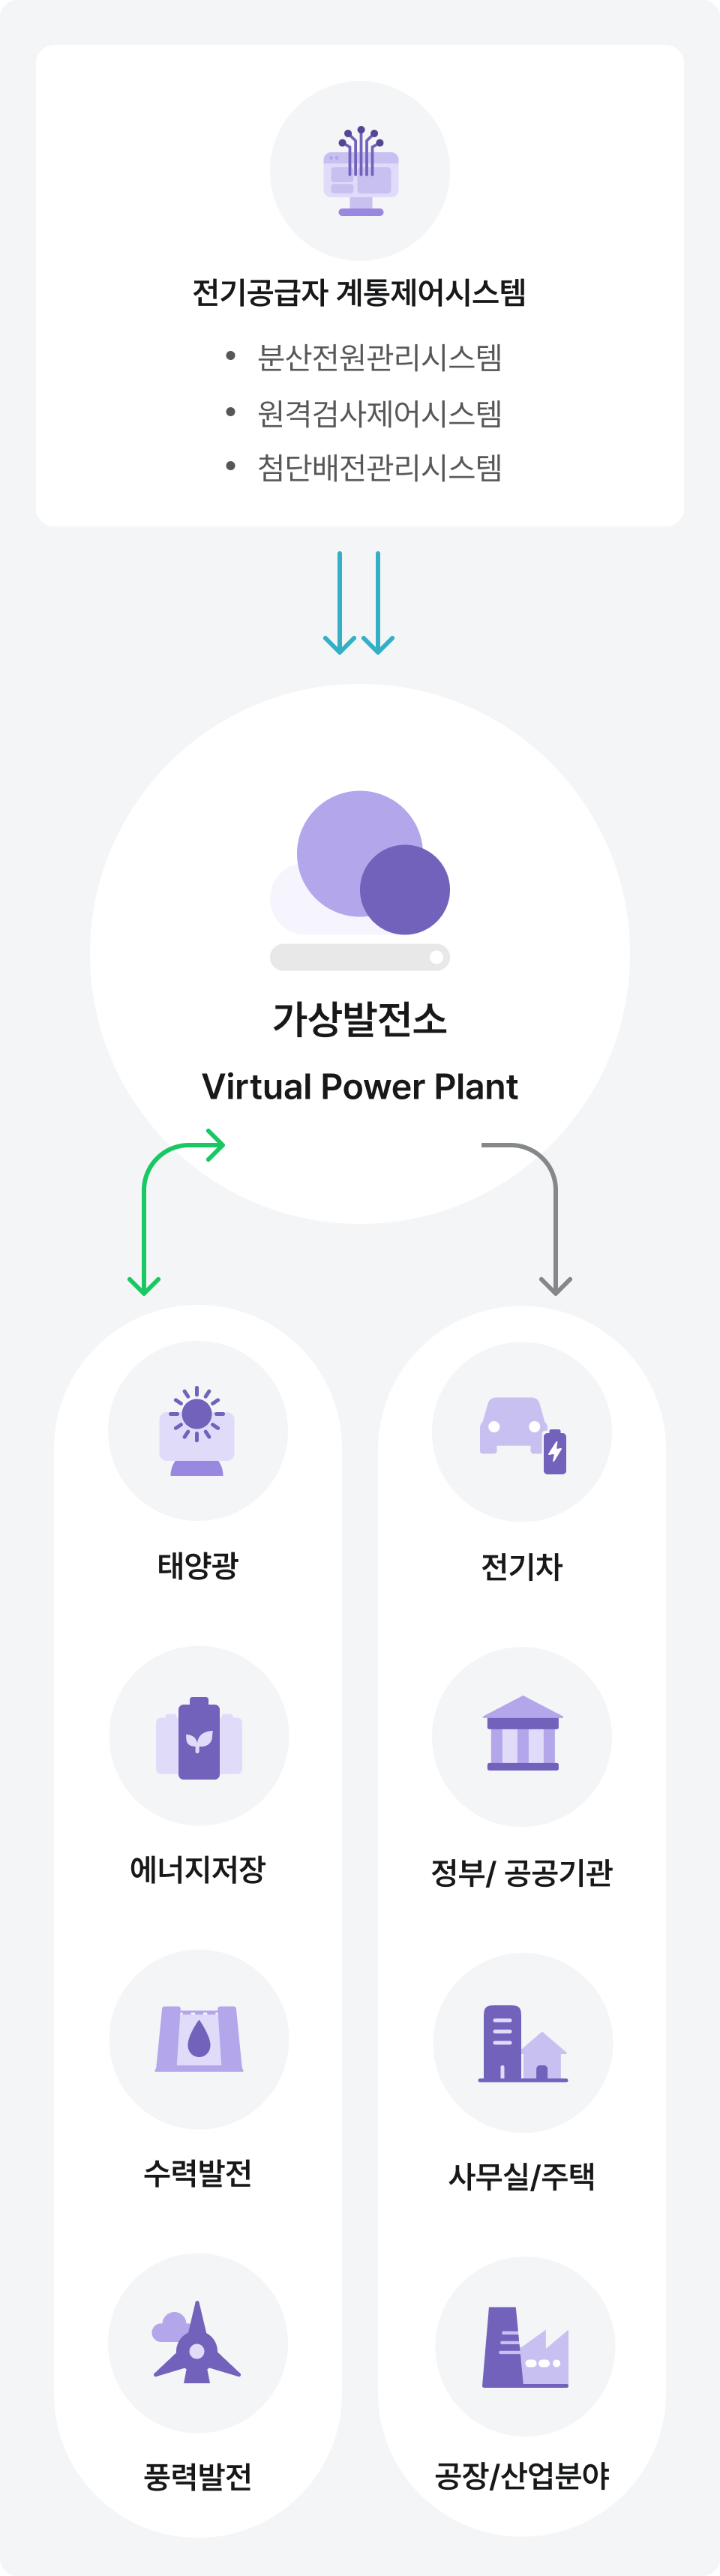 전기공급자 계통제어시스템
• 분산전원관리시스템
• 원격검사제어시스템
• 첨단배전관리시스템
가상발전소
Virtual Power Plant
태양광
에너지저장
수력발전
풍력발전
전기차
정부/ 공공기관
사무실/주택
공장/산업분야